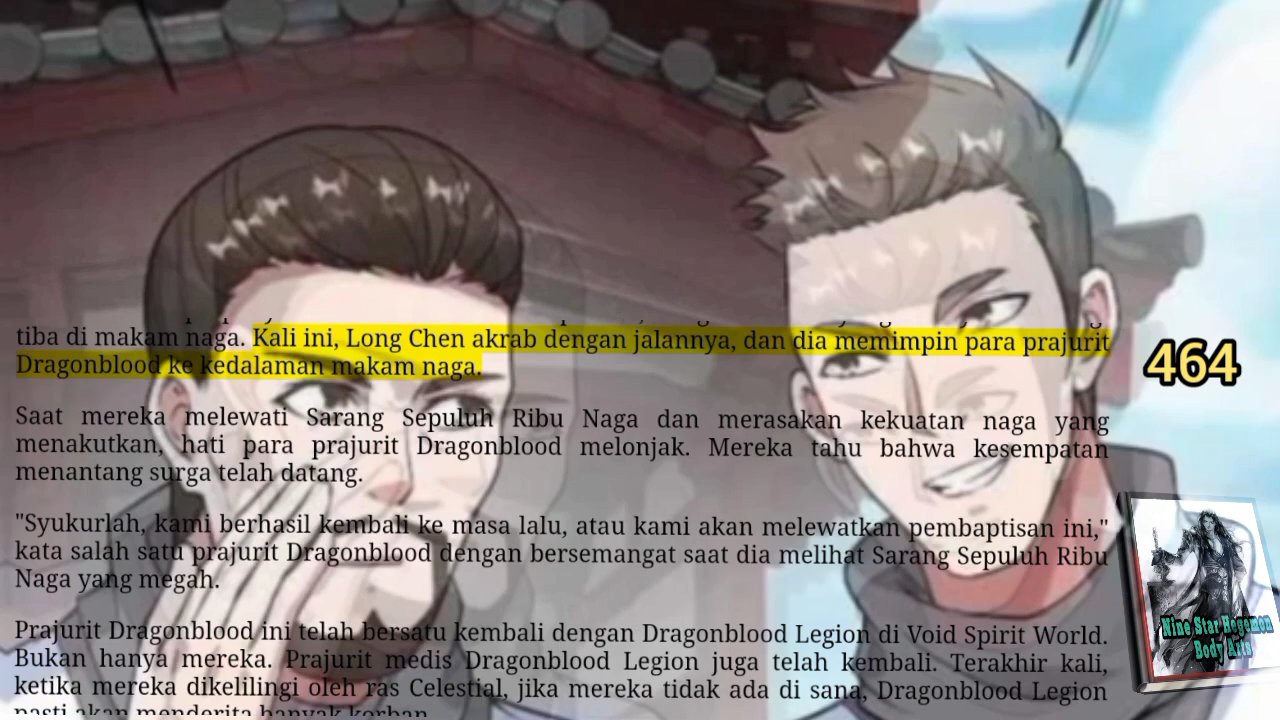 tiba di makam naga. Kali ini, Long Chen akrab dengan jalannya, dan dia memimpin para prajurit
Dragonblood ke kedalaman makam naga.
464
Saat mereka melewati Sarang Sepuluh Ribu Naga dan merasakan kekuatan naga yang
menakutkan, hati para prajurit Dragonblood melonjak. Mereka tahu bahwa kesempatan
menantang surga telah datang.
"Syukurlah, kami berhasil kembali ke masa lalu, atau kami akan melewatkan pembaptisan ini,"
kata salah satu prajurit Dragonblood dengan bersemangat saat dia melihat Sarang Sepuluh Ribu
Naga yang megah.
Prajurit Dragonblood ini telah bersatu kembali dengan Dragonblood Legion di Void Spirit World.
Bukan hanya mereka. Prajurit medis Dragonblood Legion juga telah kembali. Terakhir kali,
ketika mereka dikelilingi oleh ras Celestial, jika mereka tidak ada di sana, Dragonblood Legion
pasti akan menderita banyak korban.
Nine Star Hegemon
Body Arts